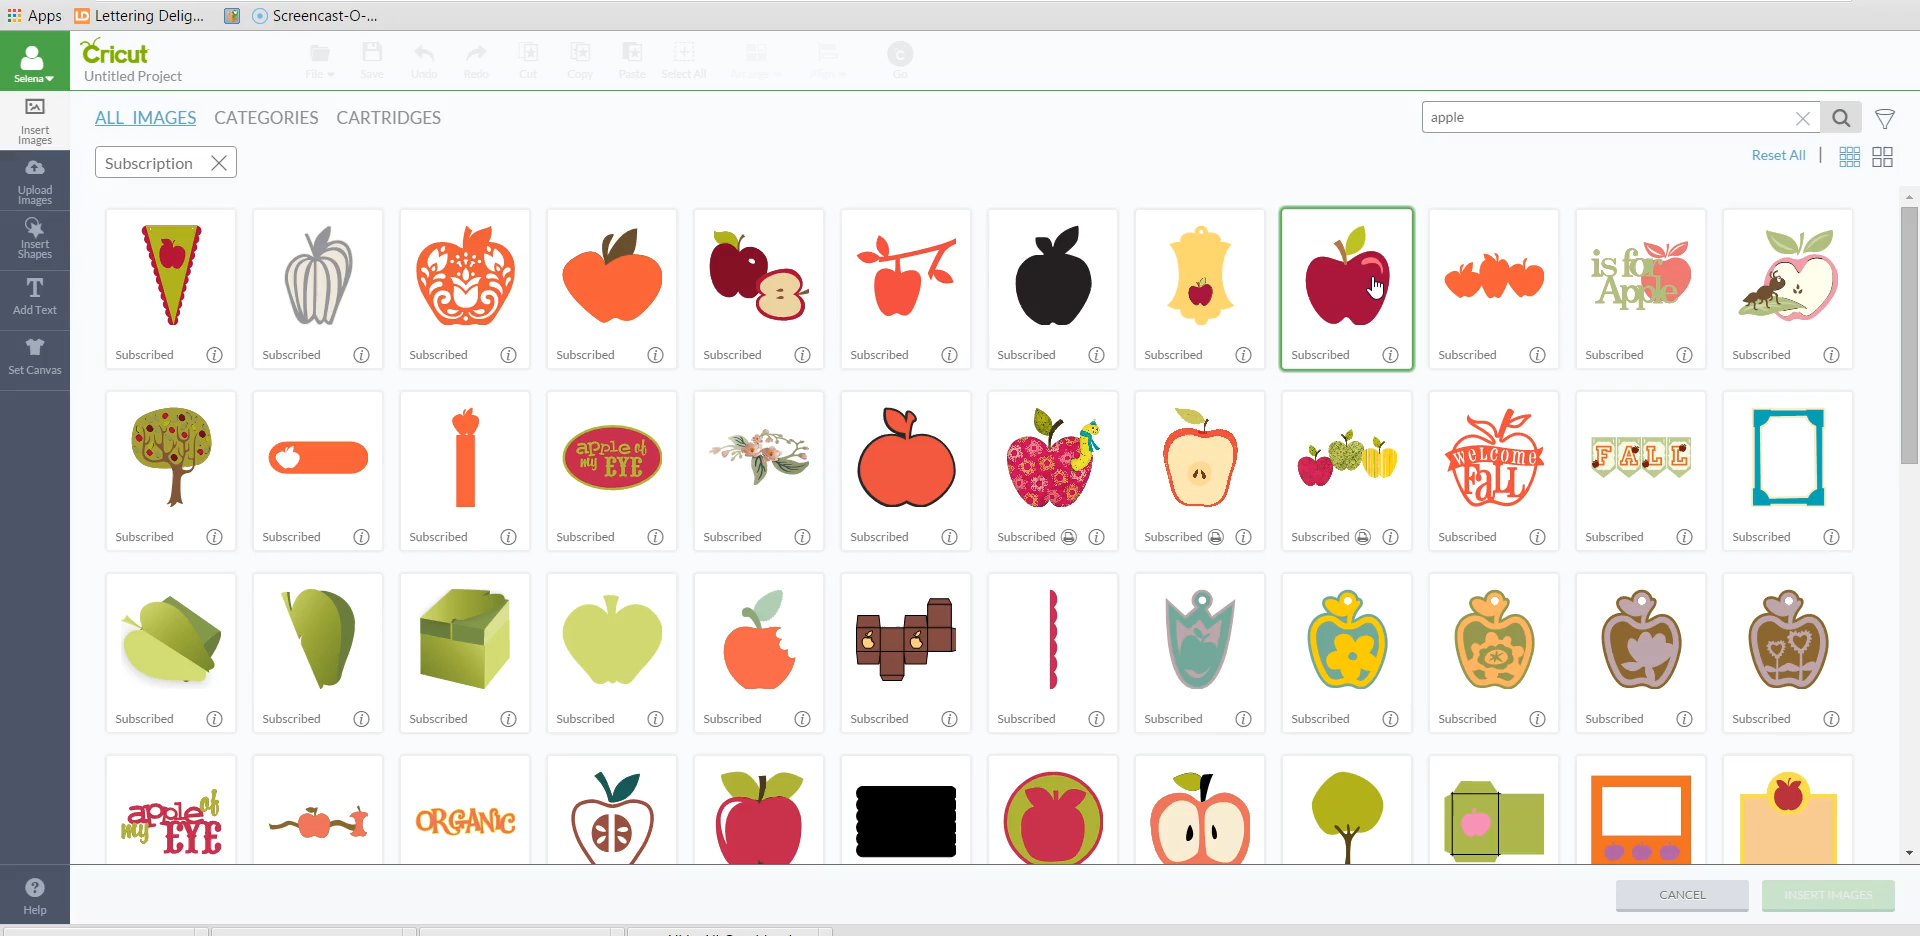 Apps Lettering Delig... Screencast-O-...
Cricut
Untitled Project
Selena
File Save Undo Redo Cut Copy Paste Select All Go
Insert
Images
Upload
Images
Insert
Shapes
Add Text
Set Canvas
Help
ALL IMAGES CATEGORIES CARTRIDGES
apple
Subscription
Reset All
is for
Apple
Subscribed Subscribed Subscribed Subscribed Subscribed Subscribed Subscribed Subscribed Subscribed Subscribed Subscribed Subscribed
apple of
my EYE
WELCOME
FALL
FALL
Subscribed Subscribed Subscribed Subscribed Subscribed Subscribed Subscribed Subscribed Subscribed Subscribed Subscribed Subscribed
Subscribed Subscribed Subscribed Subscribed Subscribed Subscribed Subscribed Subscribed Subscribed Subscribed Subscribed Subscribed
apple of
my EYE
ORGANIC
CANCEL INSERT IMAGES